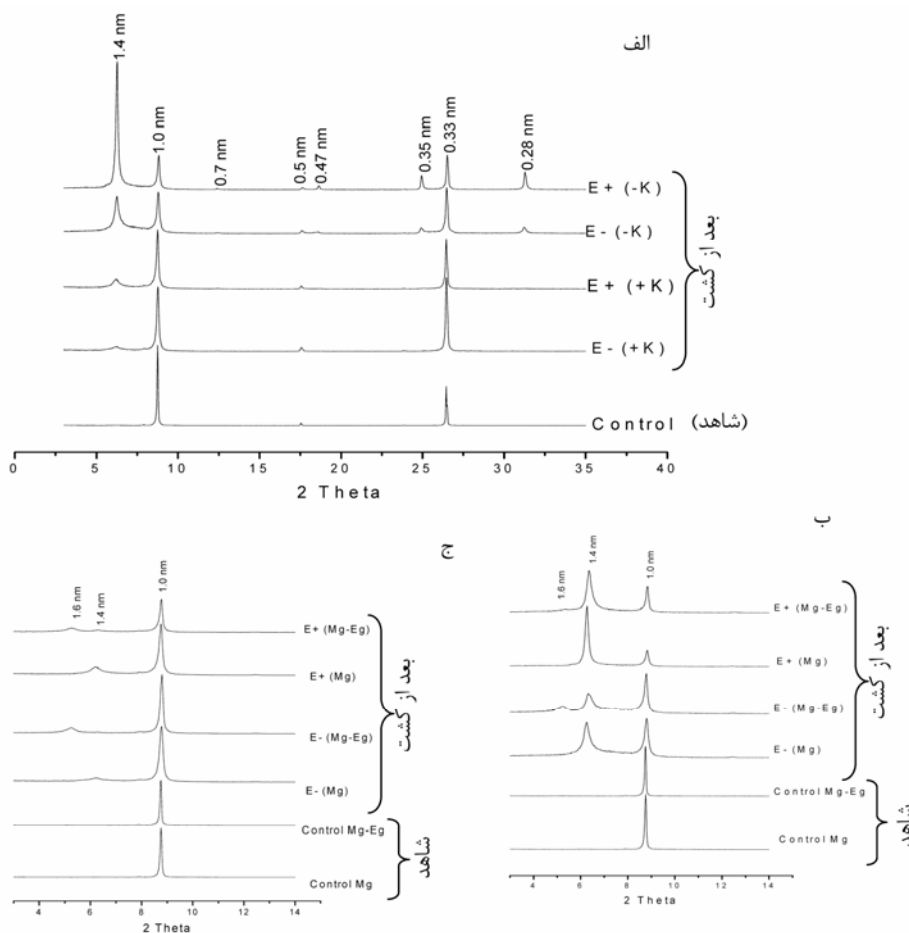 الف
1.4 nm
1.0 nm
0.7 nm
0.5 nm
0.47 nm
0.35 nm
0.33 nm
0.28 nm
E + (-K)
E - (-K)
E + (+K)
E - (+K)
بعد از کشت
Control (شاهد)
0 5 10 15 20 25 30 35 40
2 Theta
ج
1.6 nm
1.4 nm
1.0 nm
E+ (Mg-Eg)
E+ (Mg)
E- (Mg-Eg)
E- (Mg)
بعد از کشت
Control Mg-Eg
Control Mg
شاهد
4 6 8 10 12 14
2 Theta
ب
1.6 nm
1.4 nm
1.0 nm
E+ (Mg-Eg)
E+ (Mg)
E- (Mg-Eg)
E- (Mg)
بعد از کشت
Control Mg-Eg
Control Mg
شاهد
4 6 8 10 12 14
2 Theta